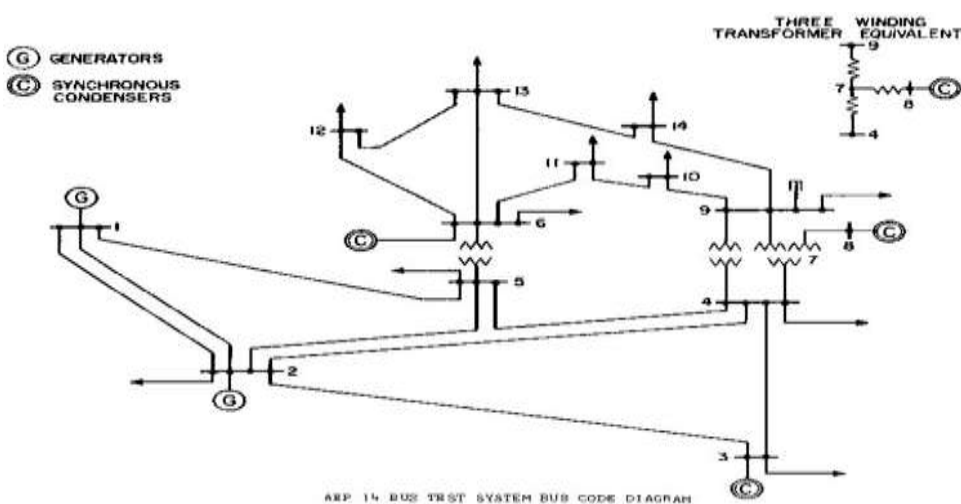 THREE WINDING
TRANSFORMER EQUIVALENT
9
7
8
C
4
G GENERATORS
C SYNCHRONOUS
CONDENSERS
13
12
14
11
10
G
1
9
6
C
8
C
7
5
4
2
G
3
C
AEP 14 BUS TEST SYSTEM BUS CODE DIAGRAM